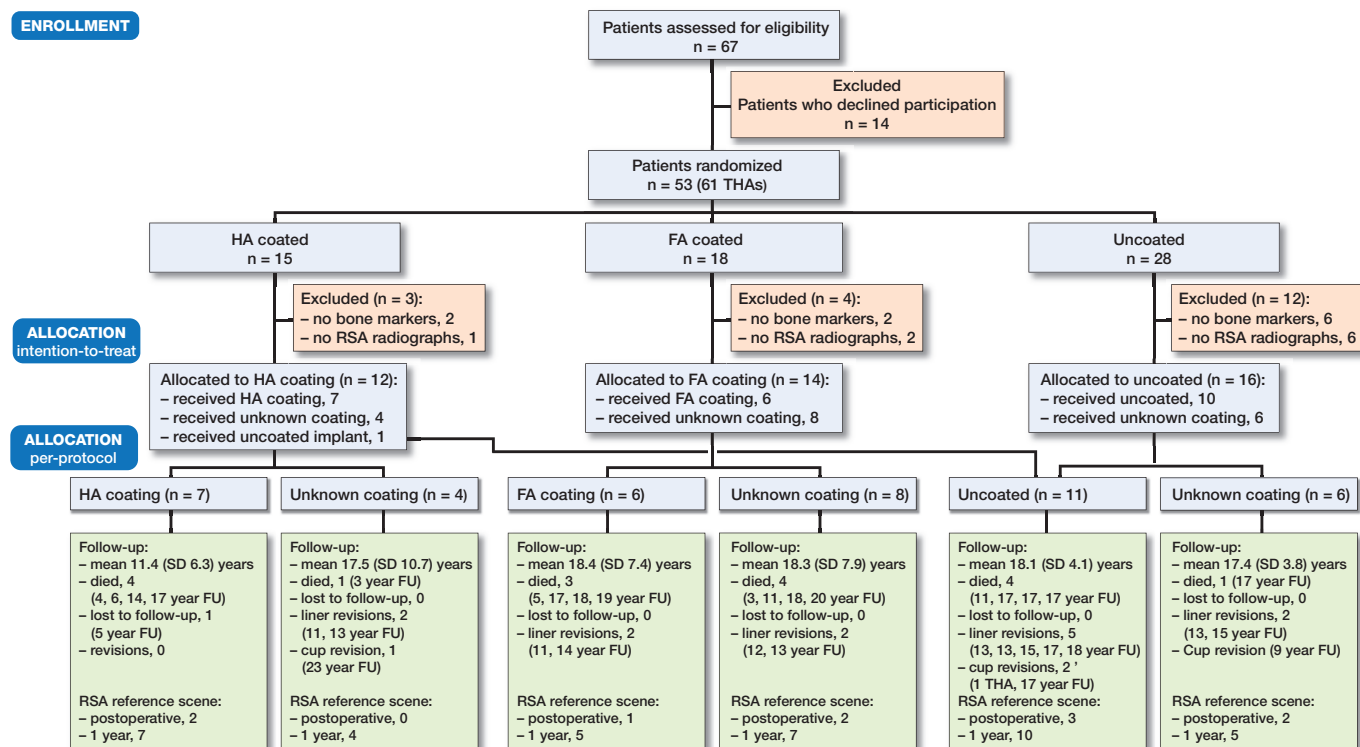 ENROLLMENT
Patients assessed for eligibility
n = 67
Excluded
Patients who declined participation
n = 14
Patients randomized
n = 53 (61 THAs)
HA coated
n = 15
FA coated
n = 18
Uncoated
n = 28
Excluded (n = 3):
– no bone markers, 2
– no RSA radiographs, 1
Excluded (n = 4):
– no bone markers, 2
– no RSA radiographs, 2
Excluded (n = 12):
– no bone markers, 6
– no RSA radiographs, 6
ALLOCATION
intention-to-treat
Allocated to HA coating (n = 12):
– received HA coating, 7
– received unknown coating, 4
– received uncoated implant, 1
Allocated to FA coating (n = 14):
– received FA coating, 6
– received unknown coating, 8
Allocated to uncoated (n = 16):
– received uncoated, 10
– received unknown coating, 6
ALLOCATION
per-protocol
HA coating (n = 7)
Unknown coating (n = 4)
FA coating (n = 6)
Unknown coating (n = 8)
Uncoated (n = 11)
Unknown coating (n = 6)
Follow-up:
– mean 11.4 (SD 6.3) years
– died, 4
(4, 6, 14, 17 year FU)
– lost to follow-up, 1
(5 year FU)
– revisions, 0
RSA reference scene:
– postoperative, 2
– 1 year, 7
Follow-up:
– mean 17.5 (SD 10.7) years
– died, 1 (3 year FU)
– lost to follow-up, 0
– liner revisions, 2
(11, 13 year FU)
– cup revision, 1
(23 year FU)
RSA reference scene:
– postoperative, 0
– 1 year, 4
Follow-up:
– mean 18.4 (SD 7.4) years
– died, 3
(5, 17, 18, 19 year FU)
– lost to follow-up, 0
– liner revisions, 2
(11, 14 year FU)
RSA reference scene:
– postoperative, 1
– 1 year, 5
Follow-up:
– mean 18.3 (SD 7.9) years
– died, 4
(3, 11, 18, 20 year FU)
– lost to follow-up, 0
– liner revisions, 2
(12, 13 year FU)
RSA reference scene:
– postoperative, 2
– 1 year, 7
Follow-up:
– mean 18.1 (SD 4.1) years
– died, 4
(11, 17, 17, 17 year FU)
– lost to follow-up, 0
– liner revisions, 5
(13, 13, 15, 17, 18 year FU)
– cup revisions, 2 '
(1 THA, 17 year FU)
RSA reference scene:
– postoperative, 3
– 1 year, 10
Follow-up:
– mean 17.4 (SD 3.8) years
– died, 1 (17 year FU)
– lost to follow-up, 0
– liner revisions, 2
(13, 15 year FU)
– Cup revision (9 year FU)
RSA reference scene:
– postoperative, 2
– 1 year, 5